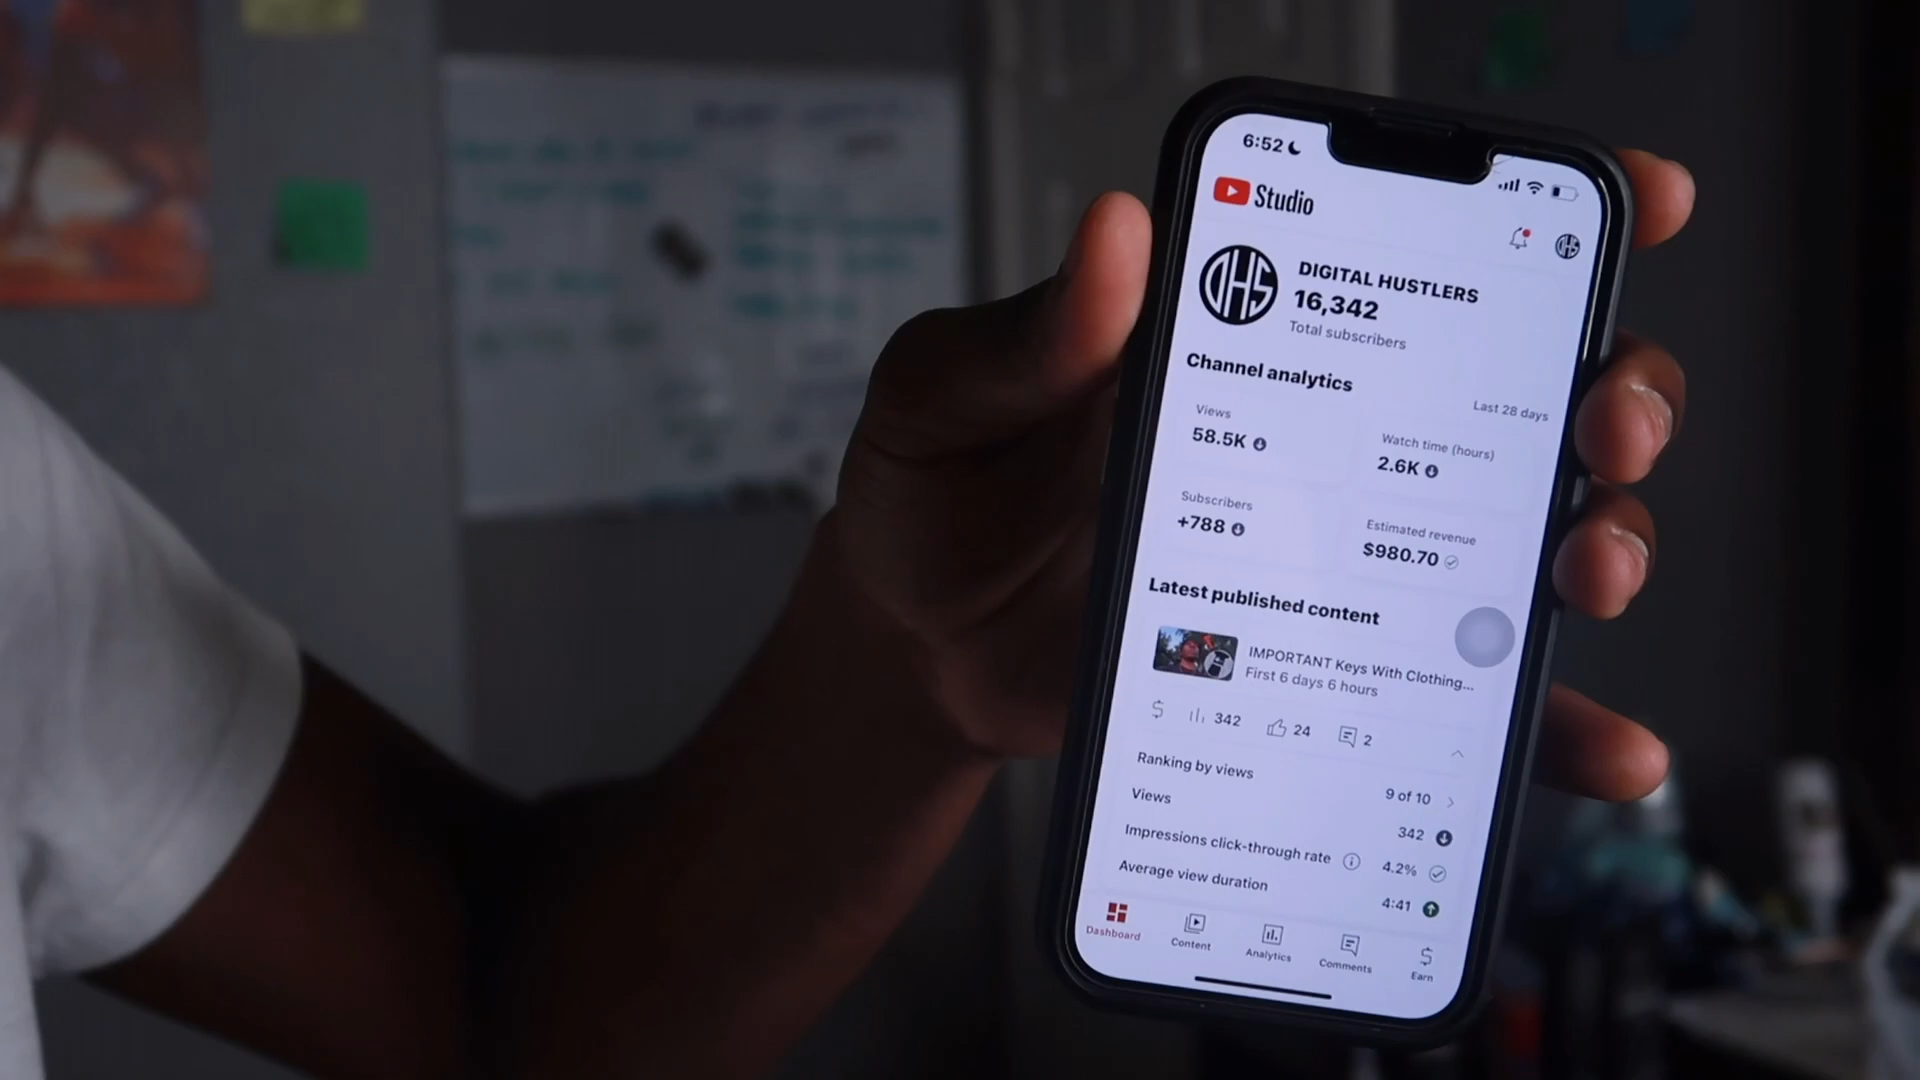 6:52
Studio
DHS
DHS
DIGITAL HUSTLERS
16,342
Total subscribers
Channel analytics
Last 28 days
Views
58.5K
Watch time (hours)
2.6K
Subscribers
+788
Estimated revenue
$980.70
Latest published content
IMPORTANT Keys With Clothing...
First 6 days 6 hours
$ 342 24 2
Ranking by views 9 of 10
Views 342
Impressions click-through rate 4.2%
Average view duration 4:41
Dashboard Content Analytics Comments Earn